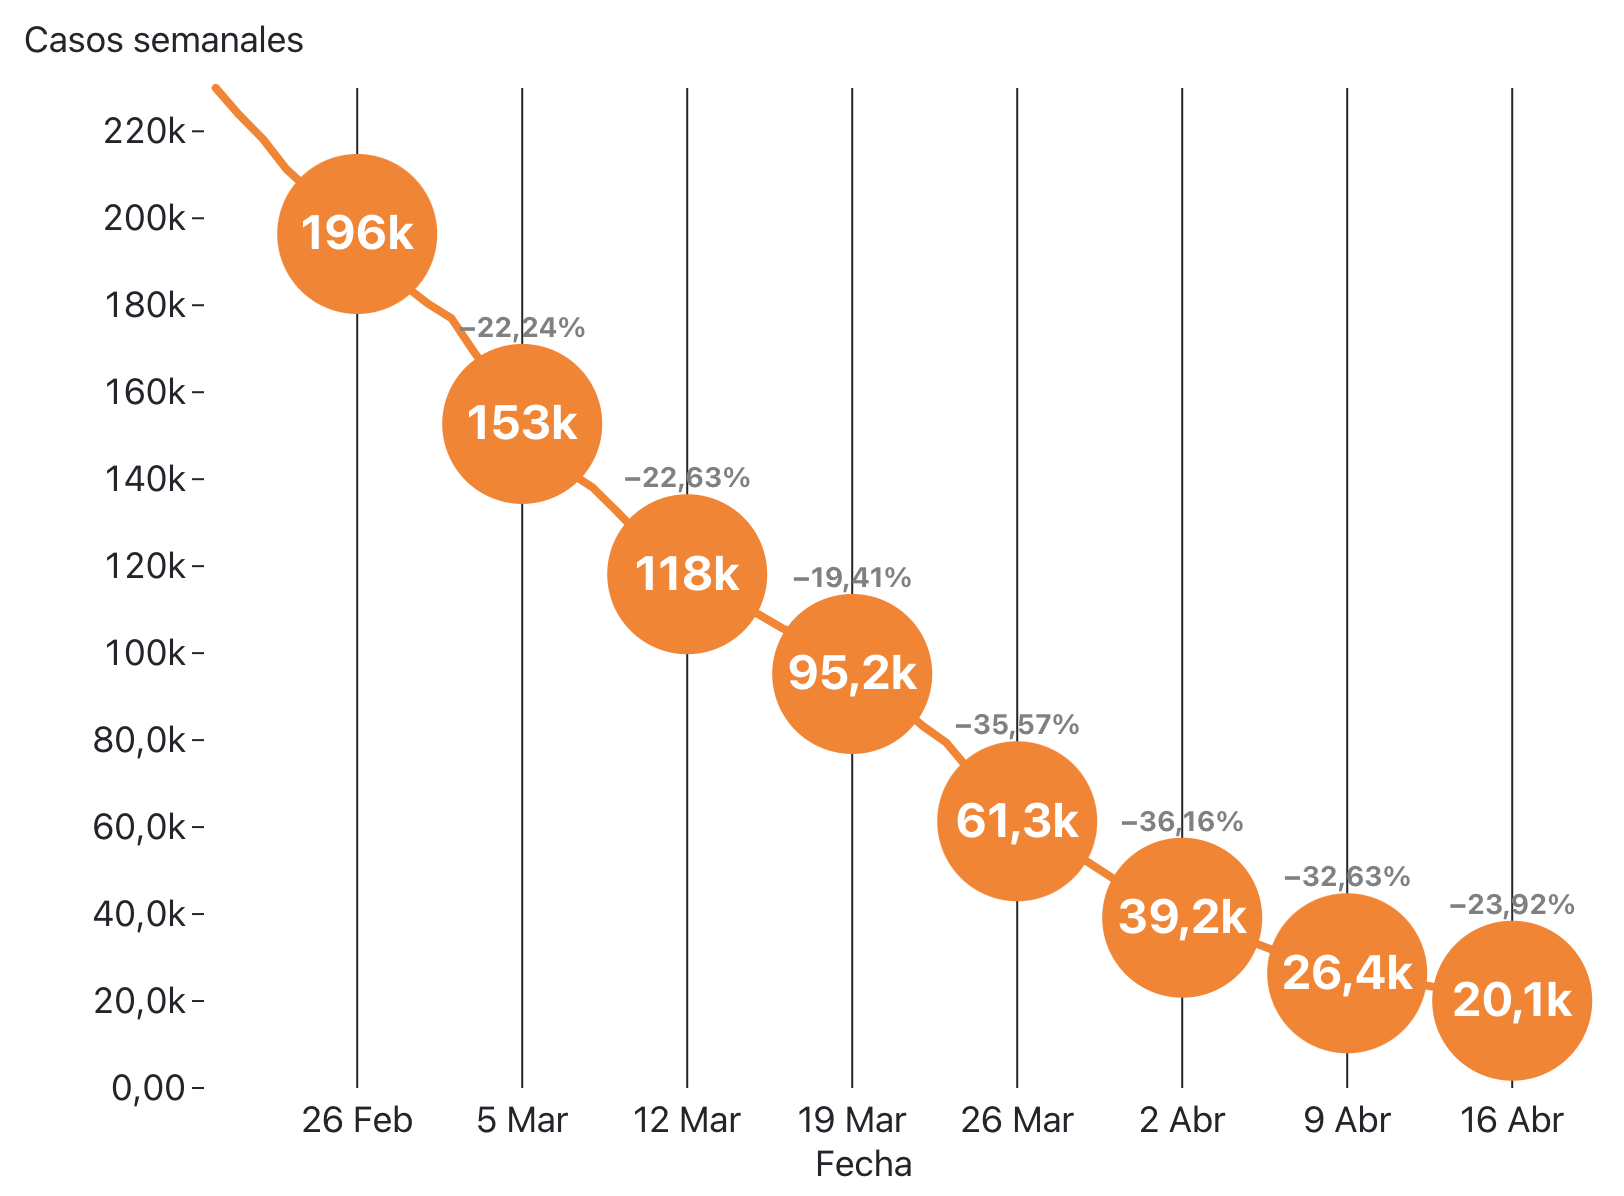 Casos semanales
220k
200k
180k
160k
140k
120k
100k
80,0k
60,0k
40,0k
20,0k
0,00
196k
−22,24%
153k
−22,63%
118k
−19,41%
95,2k
−35,57%
61,3k
−36,16%
39,2k
−32,63%
26,4k
−23,92%
20,1k
26 Feb 5 Mar 12 Mar 19 Mar 26 Mar 2 Abr 9 Abr 16 Abr
Fecha